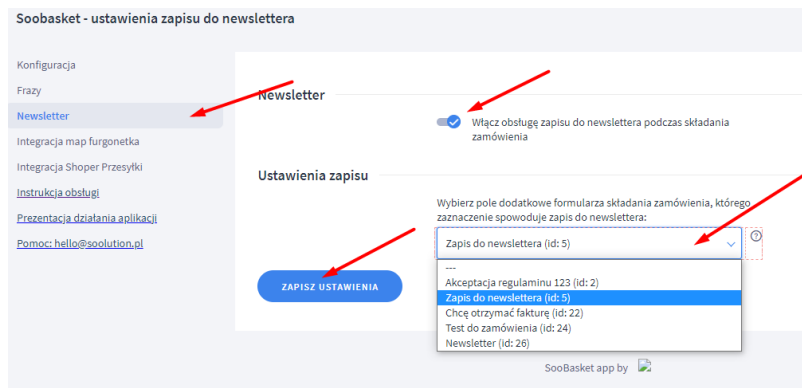 Soobasket - ustawienia zapisu do newslettera
Konfiguracja
Frazy
Newsletter
Integracja map furgonetka
Integracja Shoper Przesyłki
Instrukcja obsługi
Prezentacja działania aplikacji
Pomoc: hello@soolution.pl
Newsletter
Włącz obsługę zapisu do newslettera podczas składania
zamówienia
Ustawienia zapisu
Wybierz pole dodatkowe formularza składania zamówienia, którego
zaznaczenie spowoduje zapis do newslettera:
Zapis do newslettera (id: 5)
---
Akceptacja regulaminu 123 (id: 2)
Zapis do newslettera (id: 5)
Chcę otrzymać fakturę (id: 22)
Test do zamówienia (id: 24)
Newsletter (id: 26)
ZAPISZ USTAWIENIA
SooBasket app by